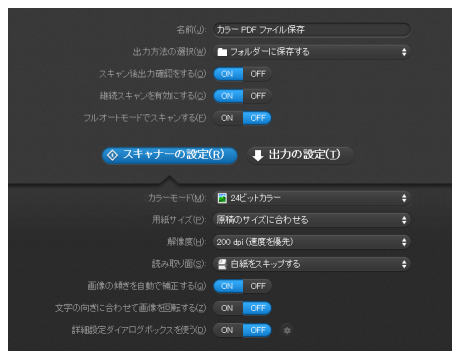 名前(J): カラー PDF ファイル保存
出力方法の選択(W) フォルダーに保存する
スキャン後出力確認をする(O) ON OFF
継続スキャンを有効にする(C) ON OFF
フルオートモードでスキャンする(F) ON OFF
スキャナーの設定(R) 出力の設定(T)
カラーモード(M): 24ビットカラー
用紙サイズ(P): 原稿のサイズに合わせる
解像度(H): 200 dpi (速度を優先)
読み取り面(S): 白紙をスキップする
画像の傾きを自動で補正する(Q) ON OFF
文字の向きに合わせて画像を回転する(Z) ON OFF
詳細設定ダイアログボックスを使う(D) ON OFF